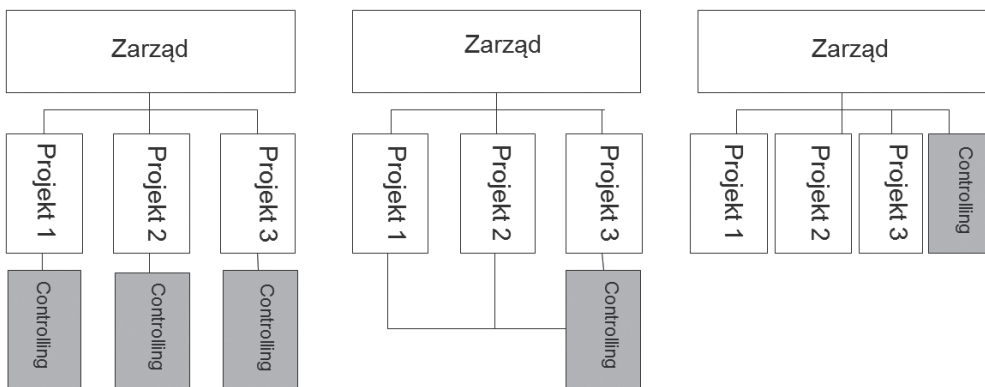 Zarząd
Projekt 1
Projekt 2
Projekt 3
Controlling
Controlling
Controlling
Zarząd
Projekt 1
Projekt 2
Projekt 3
Controlling
Zarząd
Projekt 1
Projekt 2
Projekt 3
Controlling